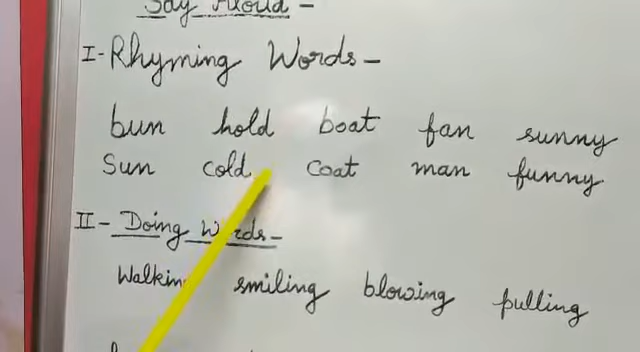 Say Aloud -
I - Rhyming Words -
bun hold boat fan sunny
Sun cold coat man funny
II - Doing Words -
Walking smiling blowing pulling